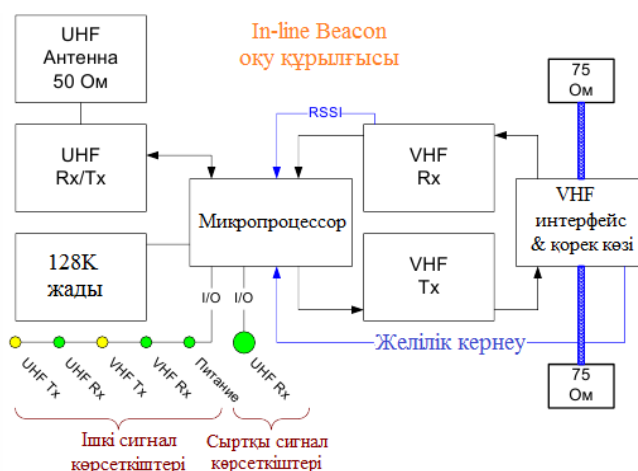 UHF
Антенна
50 Ом
In-line Beacon
оқу құрылғысы
75
Ом
RSSI
UHF
Rx/Tx
VHF
Rx
Микропроцессор
VHF
интерфейс
& қорек көзі
128K
жады
VHF
Tx
I/O
I/O
Желілік кернеу
UHF Tx
UHF Rx
VHF Tx
VHF Rx
Питание
UHF Rx
75
Ом
Ішкі сигнал
көрсеткіштері
Сыртқы сигнал
көрсеткіштері